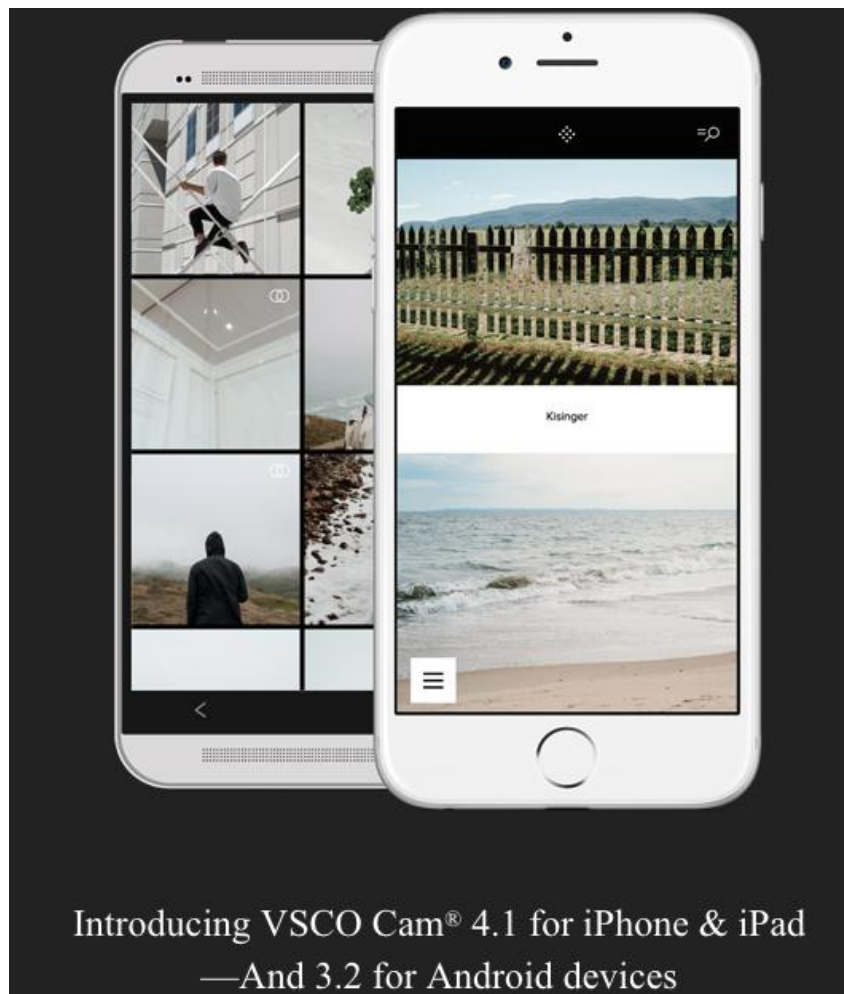 Kisinger
Introducing VSCO Cam® 4.1 for iPhone & iPad
—And 3.2 for Android devices